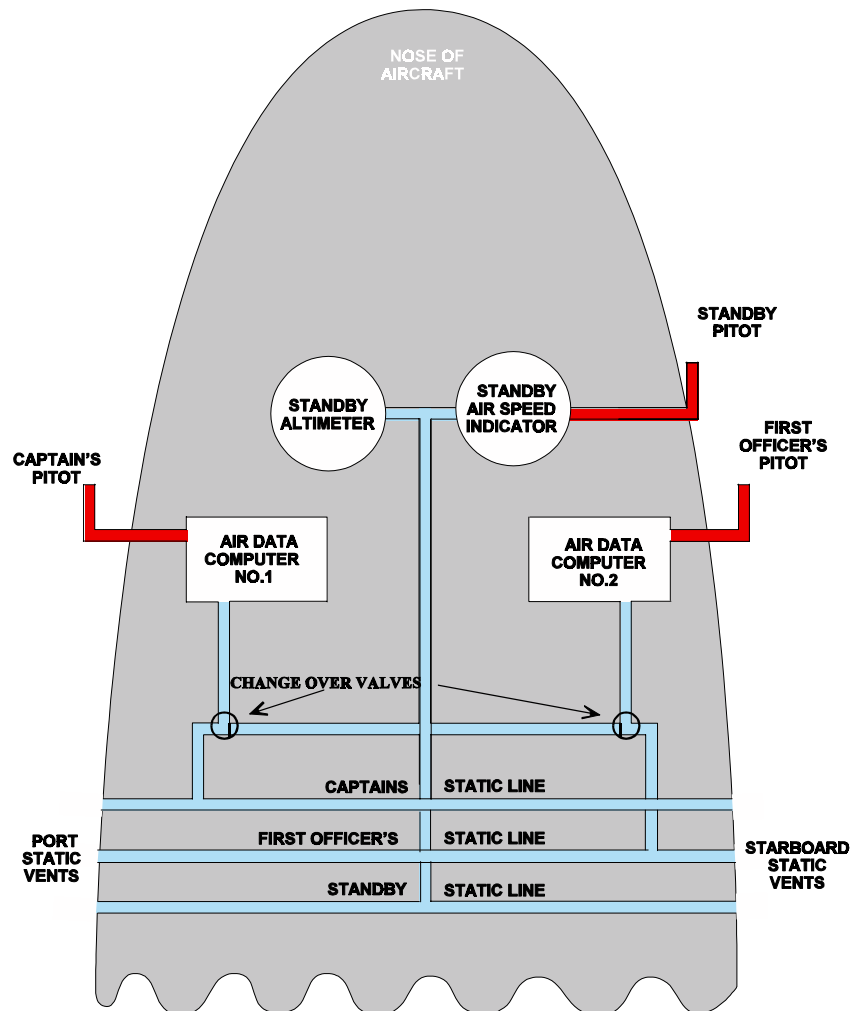 NOSE OF
AIRCRAFT
STANDBY
PITOT
STANDBY
ALTIMETER
STANDBY
AIR SPEED
INDICATOR
FIRST
OFFICER'S
PITOT
CAPTAIN'S
PITOT
AIR DATA
COMPUTER
NO.1
AIR DATA
COMPUTER
NO.2
CHANGE OVER VALVES
CAPTAINS STATIC LINE
FIRST OFFICER'S STATIC LINE
STANDBY STATIC LINE
PORT
STATIC
VENTS
STARBOARD
STATIC
VENTS